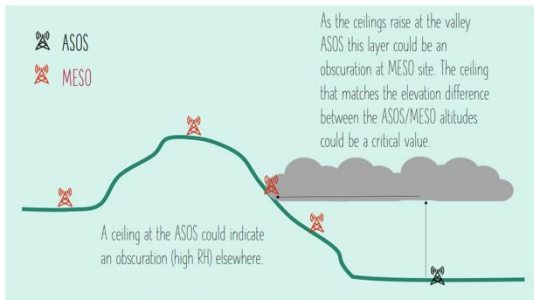 ASOS
MESO
As the ceilings raise at the valley
ASOS this layer could be an
obscuration at MESO site. The ceiling
that matches the elevation difference
between the ASOS/MESO altitudes
could be a critical value.
A ceiling at the ASOS could indicate
an obscuration (high RH) elsewhere.